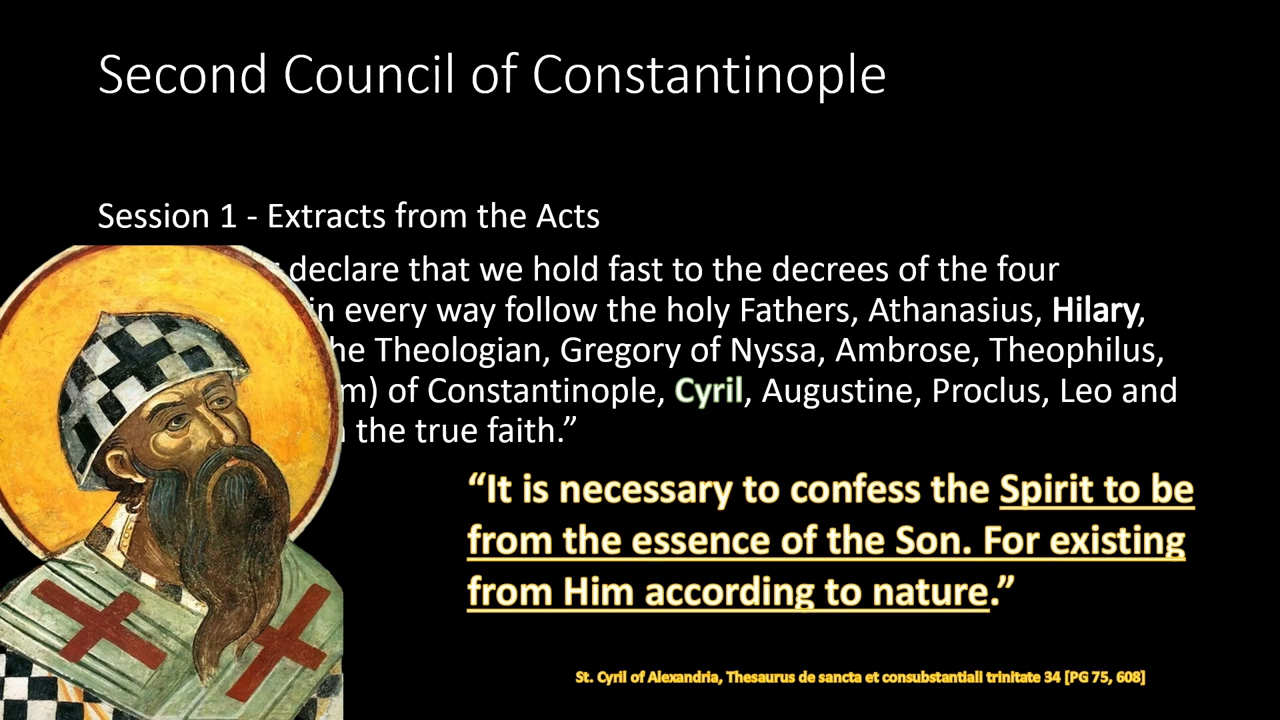 Second Council of Constantinople
Session 1 - Extracts from the Acts
declare that we hold fast to the decrees of the four
in every way follow the holy Fathers, Athanasius, Hilary,
he Theologian, Gregory of Nyssa, Ambrose, Theophilus,
m) of Constantinople, Cyril, Augustine, Proclus, Leo and
the true faith.”
“It is necessary to confess the Spirit to be
from the essence of the Son. For existing
from Him according to nature.”
St. Cyril of Alexandria, Thesaurus de sancta et consubstantiali trinitate 34 [PG 75, 608]